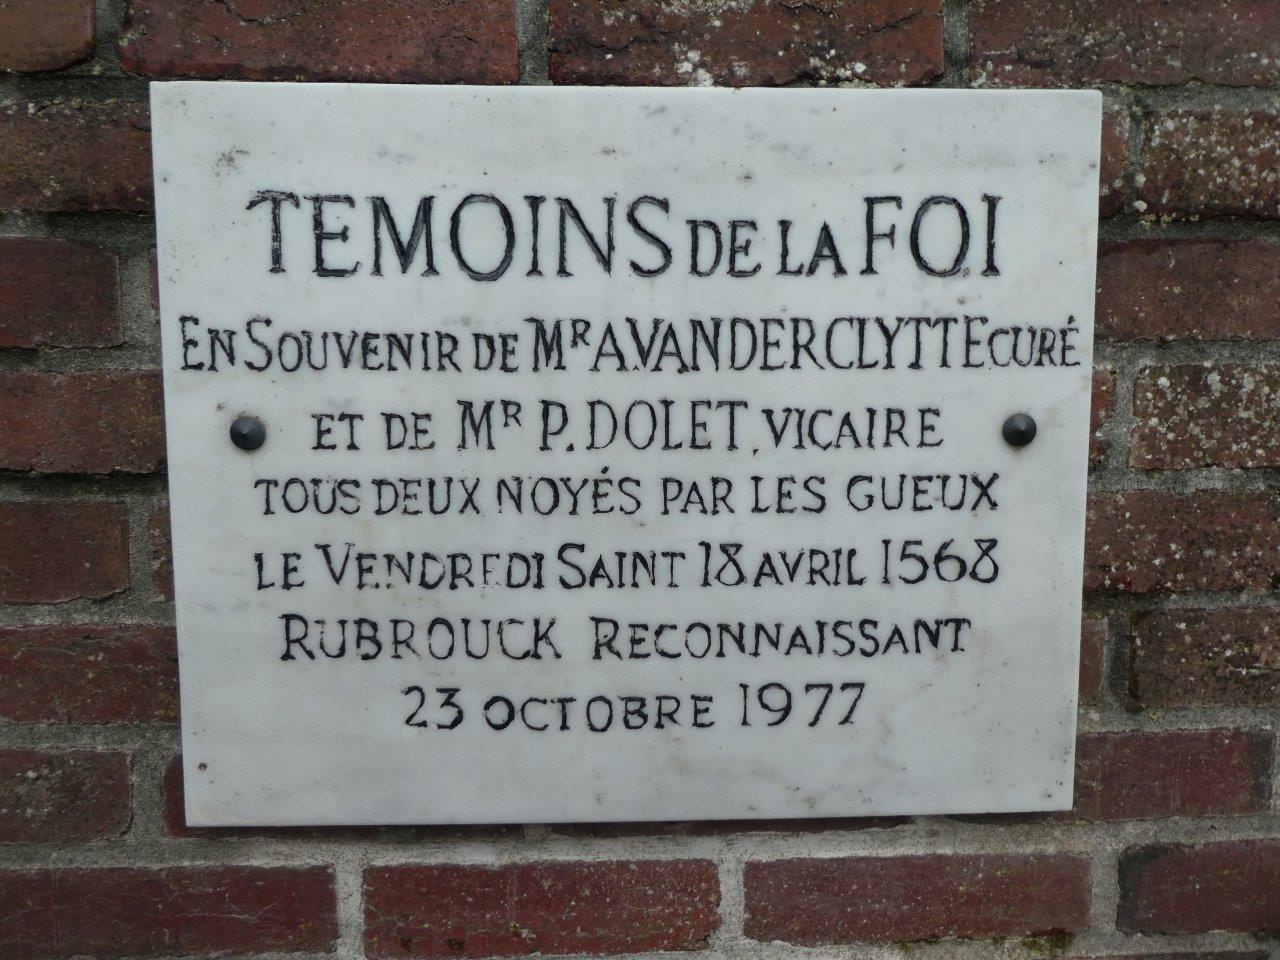 TEMOINS DE LA FOI
EN SOUVENIR DE MR A.VANDERCLYTTE CURÉ
ET DE MR P. DOLET, VICAIRE
TOUS DEUX NOYÉS PAR LES GUEUX
LE VENDREDI SAINT 18 AVRIL 1568
RUBROUCK RECONNAISSANT
23 OCTOBRE 1977